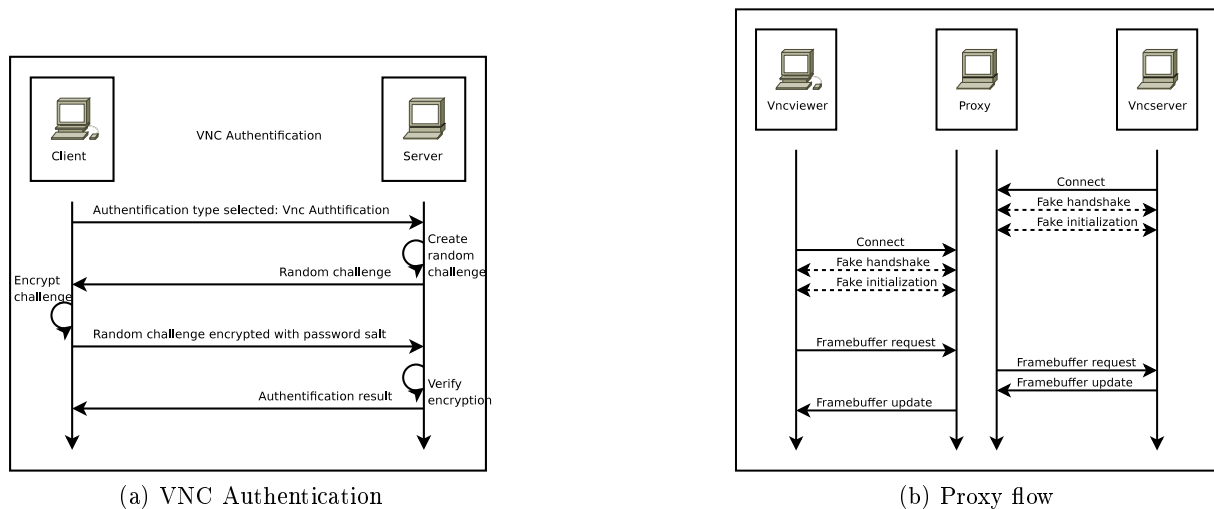 Client
VNC Authentification
Server
Authentification type selected: Vnc Authtification
Create
random
challenge
Random challenge
Encrypt
challenge
Random challenge encrypted with password salt
Verify
encryption
Authentification result
(a) VNC Authentication
Vncviewer
Proxy
Vncserver
Connect
Fake handshake
Fake initialization
Connect
Fake handshake
Fake initialization
Framebuffer request
Framebuffer request
Framebuffer update
Framebuffer update
(b) Proxy flow